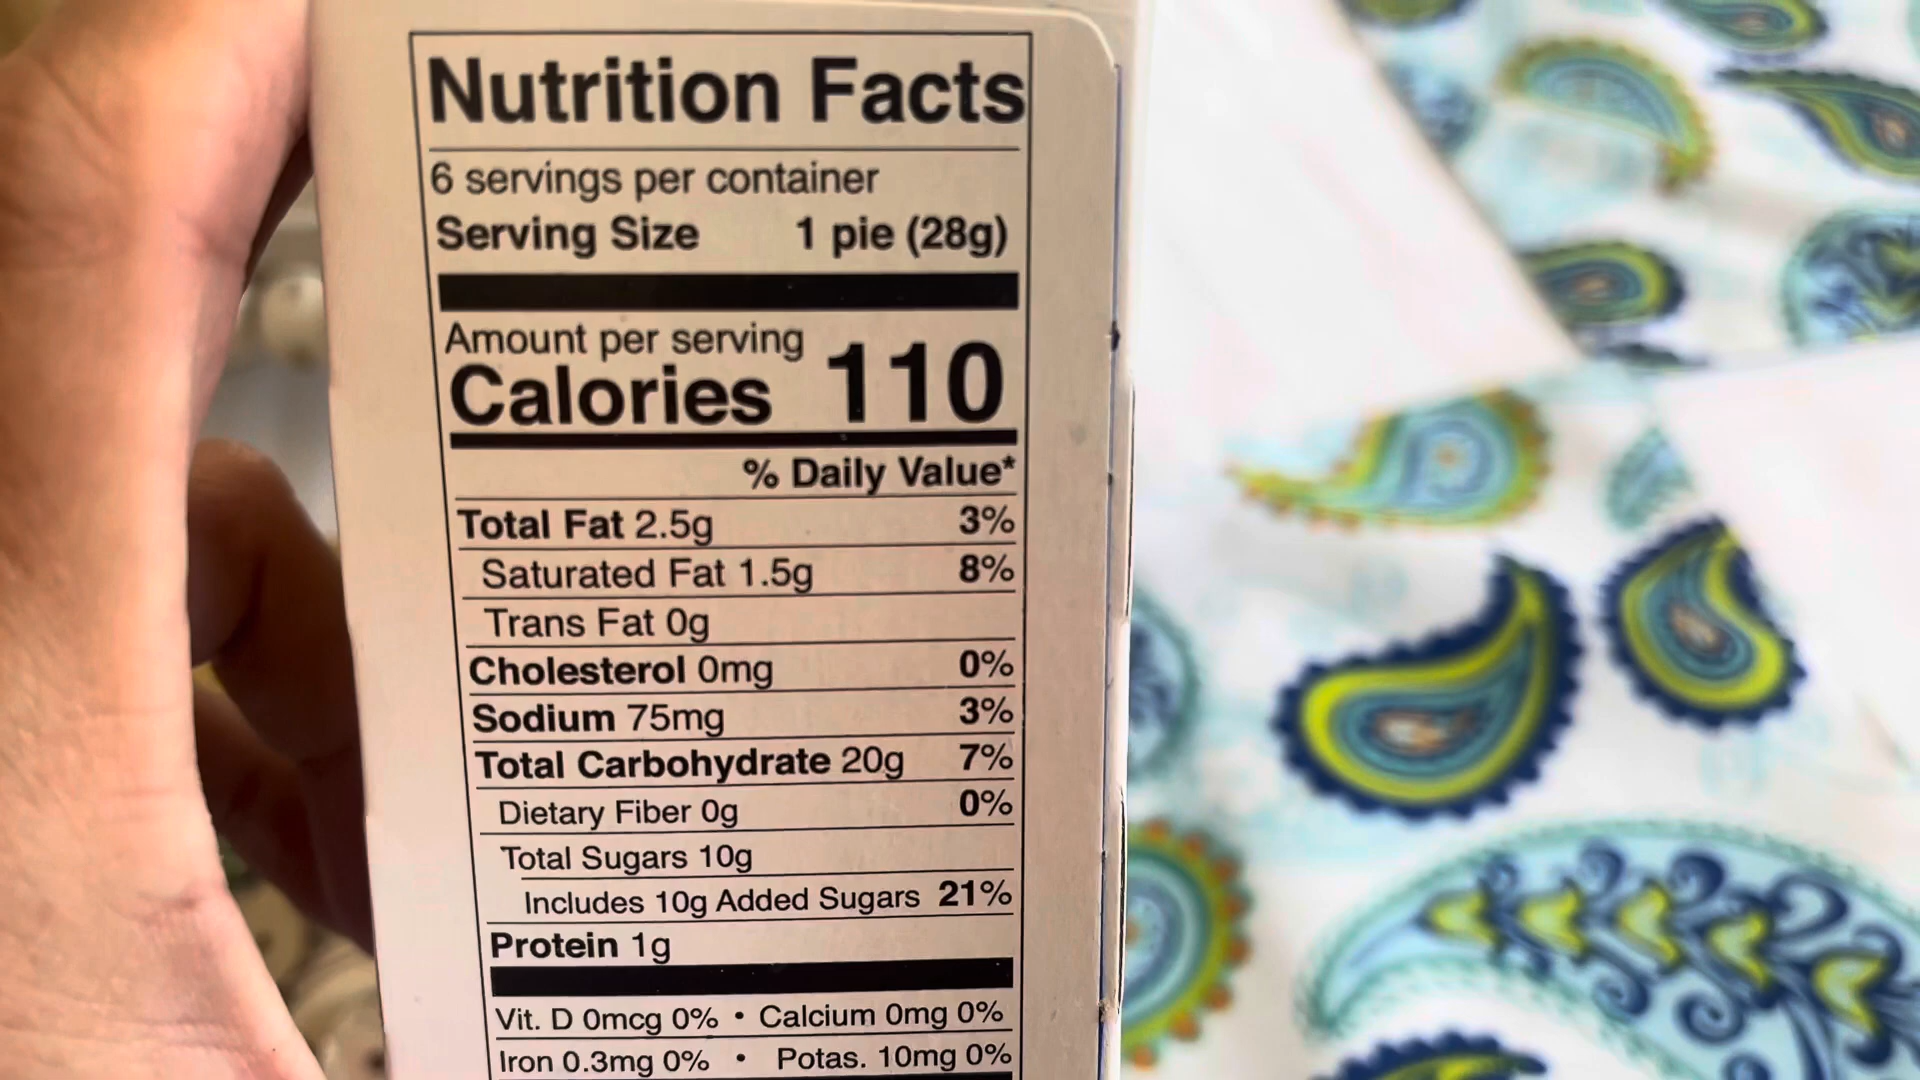 Nutrition Facts
6 servings per container
Serving Size 1 pie (28g)
Amount per serving
Calories 110
% Daily Value*
Total Fat 2.5g 3%
Saturated Fat 1.5g 8%
Trans Fat 0g
Cholesterol 0mg 0%
Sodium 75mg 3%
Total Carbohydrate 20g 7%
Dietary Fiber 0g 0%
Total Sugars 10g
Includes 10g Added Sugars 21%
Protein 1g
Vit. D 0mcg 0% • Calcium 0mg 0%
Iron 0.3mg 0% • Potas. 10mg 0%